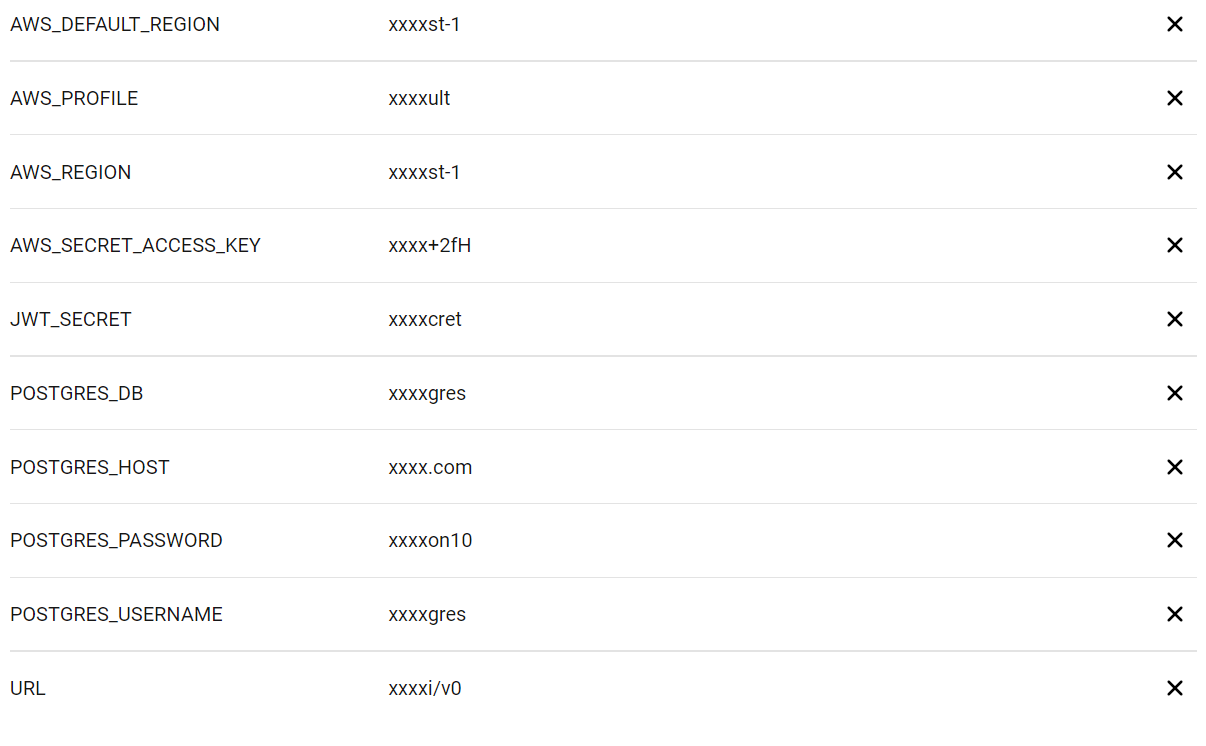 AWS_DEFAULT_REGION xxxxst-1
AWS_PROFILE xxxxult
AWS_REGION xxxxst-1
AWS_SECRET_ACCESS_KEY xxxx+2fH
JWT_SECRET xxxxcret
POSTGRES_DB xxxxgres
POSTGRES_HOST xxxx.com
POSTGRES_PASSWORD xxxxon10
POSTGRES_USERNAME xxxxgres
URL xxxxi/v0